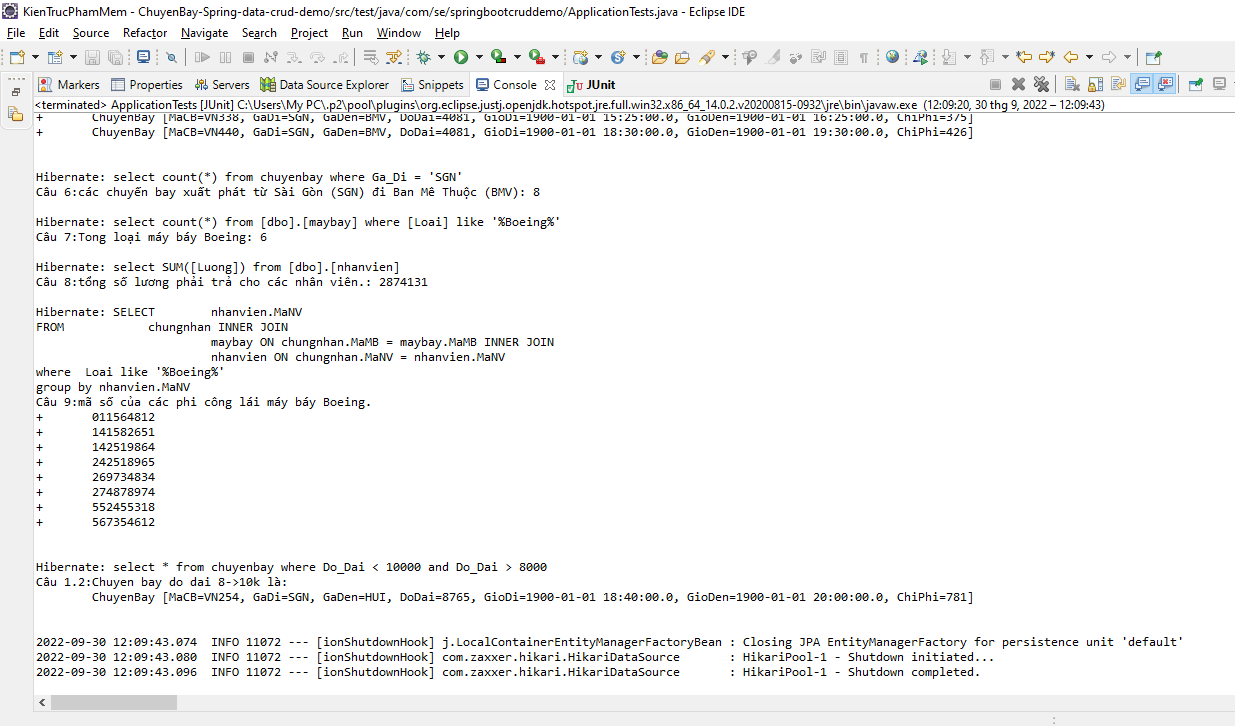 KienTrucPhamMem - ChuyenBay-Spring-data-crud-demo/src/test/java/com/se/springbootcruddemo/ApplicationTests.java - Eclipse IDE
File Edit Source Refactor Navigate Search Project Run Window Help
Markers Properties Servers Data Source Explorer Snippets Console JUnit
<terminated> ApplicationTests [JUnit] C:\Users\My PC\.p2\pool\plugins\org.eclipse.justj.openjdk.hotspot.jre.full.win32.x86_64_14.0.2.v20200815-0932\jre\bin\javaw.exe (12:09:20, 30 thg 9, 2022 – 12:09:43)
+ ChuyenBay [MaCB=VN338, GaDi=SGN, GaDen=BMV, DoDai=4081, GioDi=1900-01-01 15:25:00.0, GioDen=1900-01-01 16:25:00.0, ChiPhi=375]
+ ChuyenBay [MaCB=VN440, GaDi=SGN, GaDen=BMV, DoDai=4081, GioDi=1900-01-01 18:30:00.0, GioDen=1900-01-01 19:30:00.0, ChiPhi=426]
Hibernate: select count(*) from chuyenbay where Ga_Di = 'SGN'
Câu 6:các chuyến bay xuất phát từ Sài Gòn (SGN) đi Ban Mê Thuộc (BMV): 8
Hibernate: select count(*) from [dbo].[maybay] where [Loai] like '%Boeing%'
Câu 7:Tong loại máy báy Boeing: 6
Hibernate: select SUM([Luong]) from [dbo].[nhanvien]
Câu 8:tổng số lương phải trả cho các nhân viên.: 2874131
Hibernate: SELECT nhanvien.MaNV
FROM chungnhan INNER JOIN
maybay ON chungnhan.MaMB = maybay.MaMB INNER JOIN
nhanvien ON chungnhan.MaNV = nhanvien.MaNV
where Loai like '%Boeing%'
group by nhanvien.MaNV
Câu 9:mã số của các phi công lái máy báy Boeing.
+ 011564812
+ 141582651
+ 142519864
+ 242518965
+ 269734834
+ 274878974
+ 552455318
+ 567354612
Hibernate: select * from chuyenbay where Do_Dai < 10000 and Do_Dai > 8000
Câu 1.2:Chuyen bay do dai 8->10k là:
ChuyenBay [MaCB=VN254, GaDi=SGN, GaDen=HUI, DoDai=8765, GioDi=1900-01-01 18:40:00.0, GioDen=1900-01-01 20:00:00.0, ChiPhi=781]
2022-09-30 12:09:43.074 INFO 11072 --- [ionShutdownHook] j.LocalContainerEntityManagerFactoryBean : Closing JPA EntityManagerFactory for persistence unit 'default'
2022-09-30 12:09:43.080 INFO 11072 --- [ionShutdownHook] com.zaxxer.hikari.HikariDataSource : HikariPool-1 - Shutdown initiated...
2022-09-30 12:09:43.096 INFO 11072 --- [ionShutdownHook] com.zaxxer.hikari.HikariDataSource : HikariPool-1 - Shutdown completed.